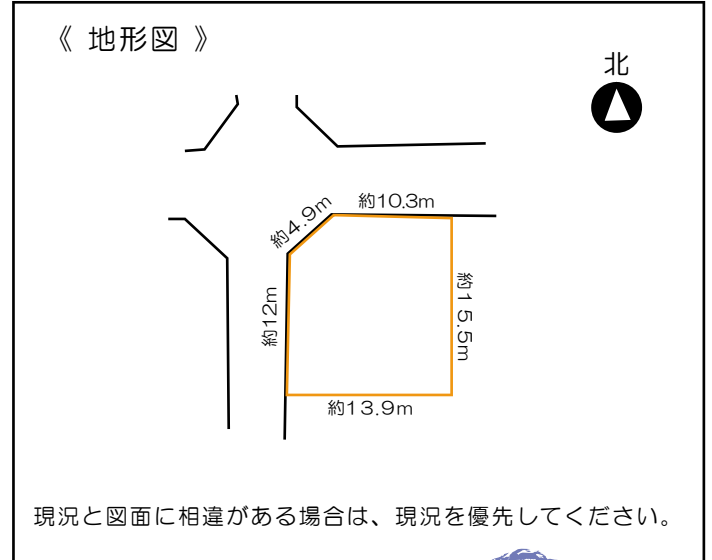 《 地形図 》
北
約4.9m
約10.3m
約12m
約15.5m
約13.9m
現況と図面に相違がある場合は、現況を優先してください。